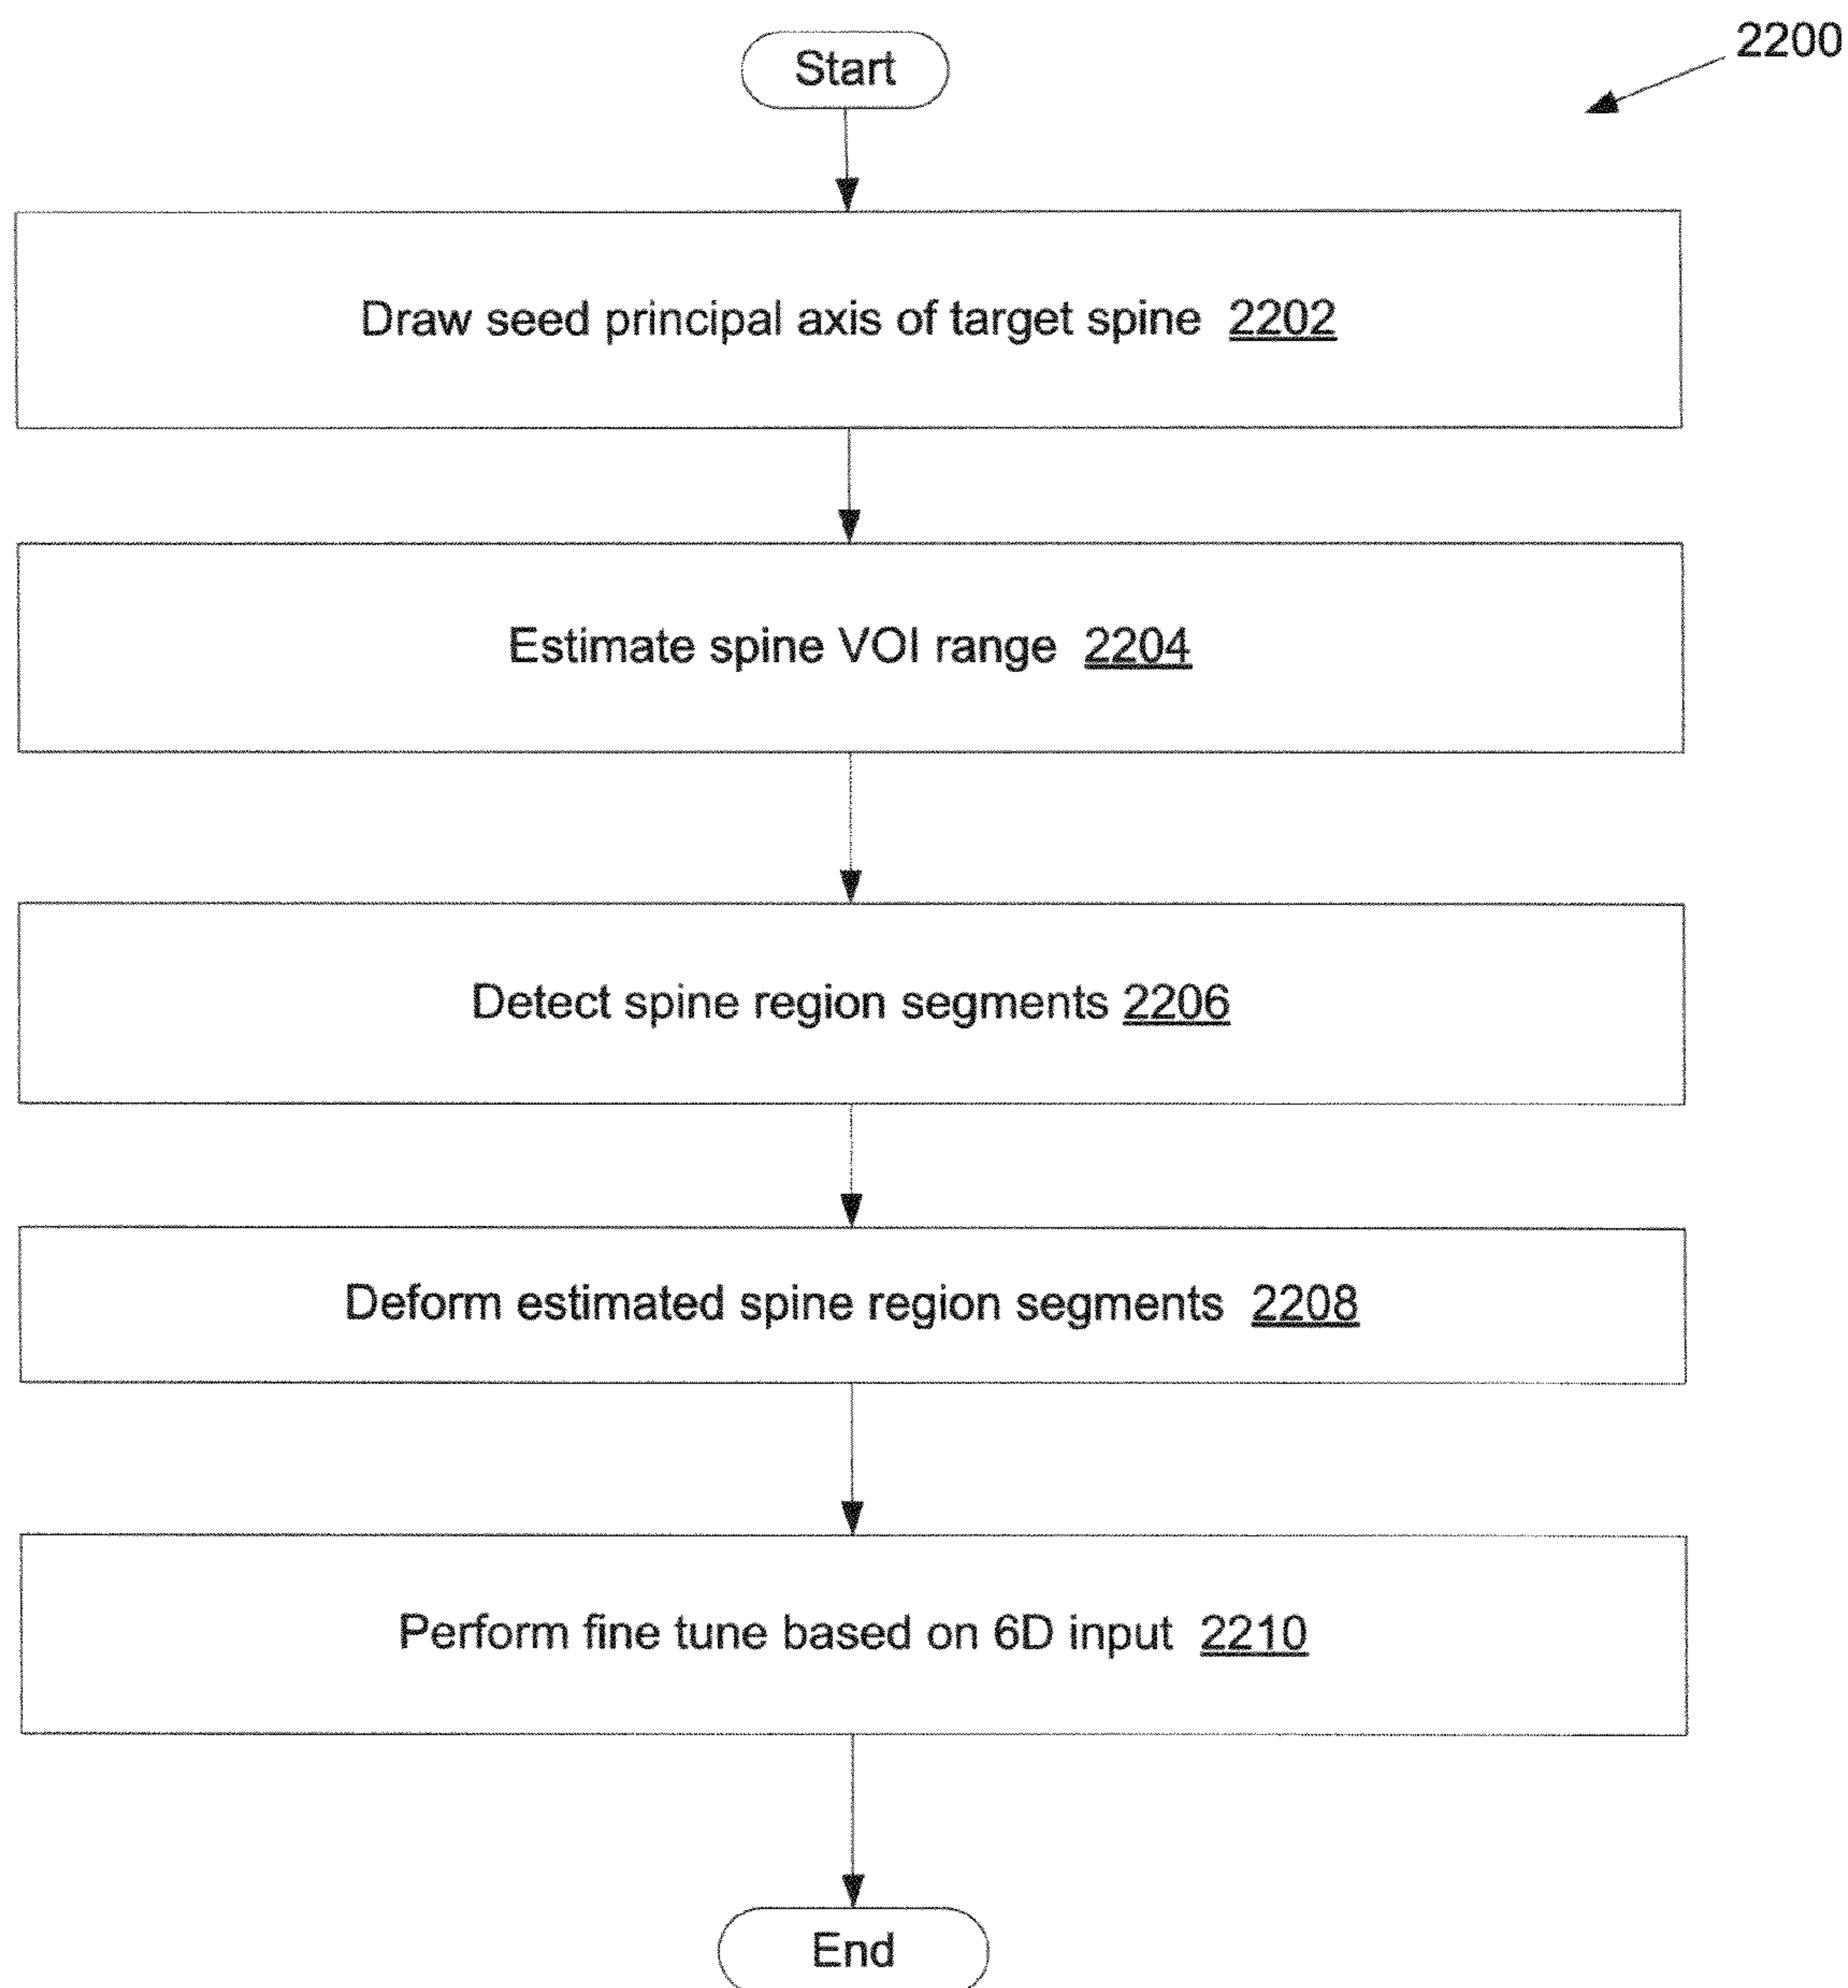 2200
Start
Draw seed principal axis of target spine 2202
Estimate spine VOI range 2204
Detect spine region segments 2206
Deform estimated spine region segments 2208
Perform fine tune based on 6D input 2210
End